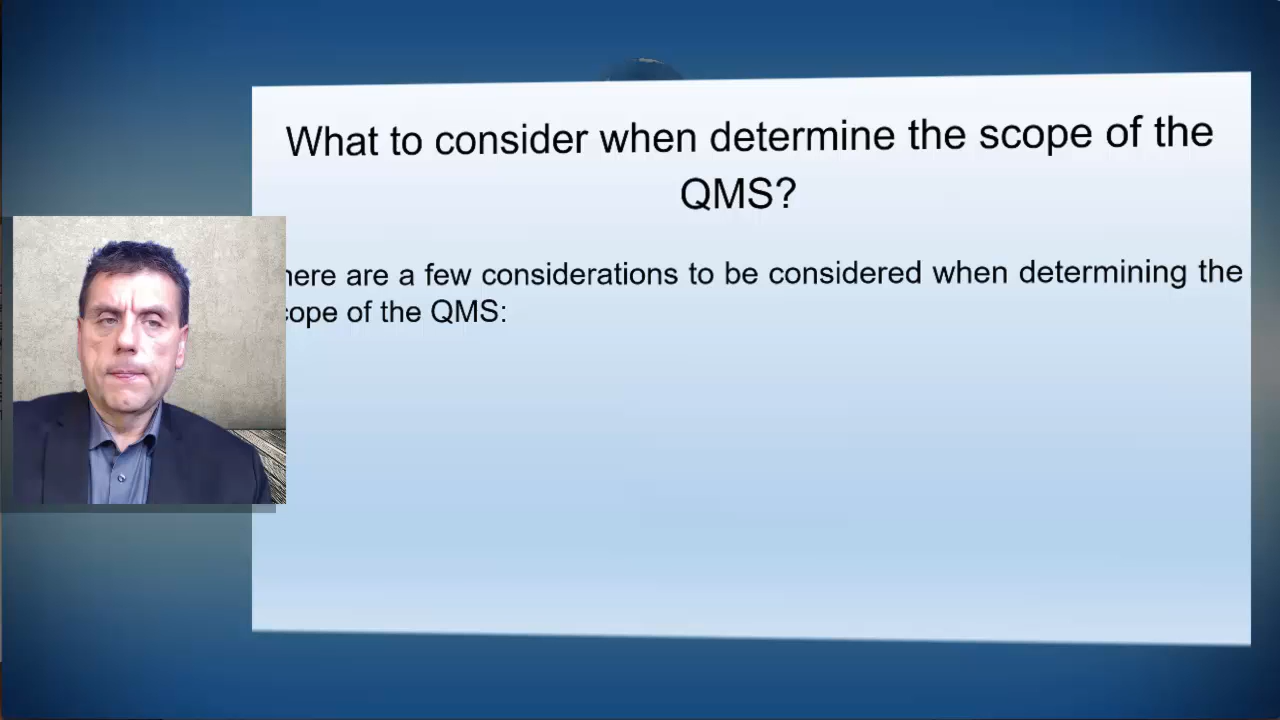 What to consider when determine the scope of the
QMS?
here are a few considerations to be considered when determining the
cope of the QMS: